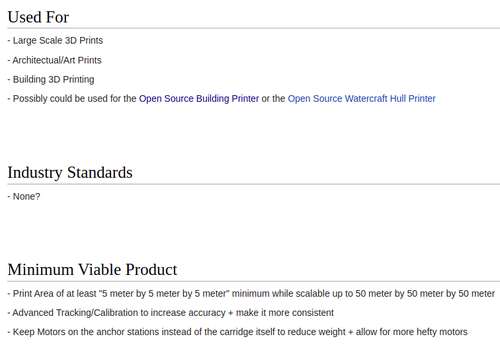 Used For
- Large Scale 3D Prints
- Architectual/Art Prints
- Building 3D Printing
- Possibly could be used for the Open Source Building Printer or the Open Source Watercraft Hull Printer
Industry Standards
- None?
Minimum Viable Product
- Print Area of at least "5 meter by 5 meter by 5 meter" minimum while scalable up to 50 meter by 50 meter by 50 meter
- Advanced Tracking/Calibration to increase accuracy + make it more consistent
- Keep Motors on the anchor stations instead of the carridge itself to reduce weight + allow for more hefty motors